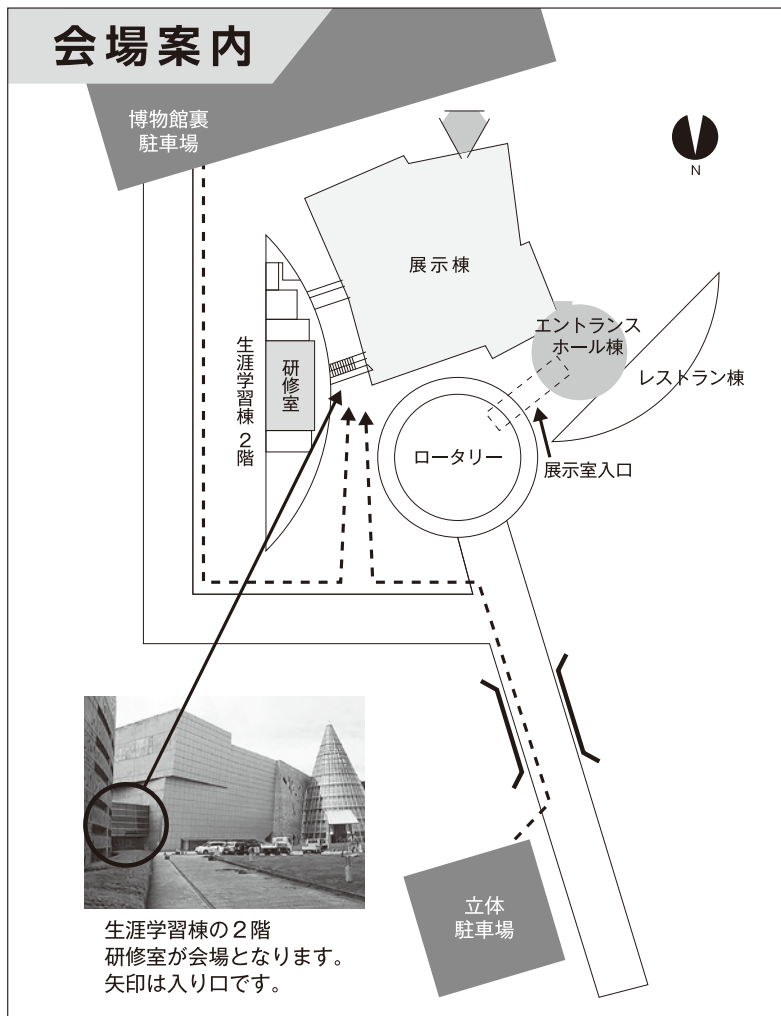 会場案内
博物館裏
駐車場
N
展示棟
エントランス
ホール棟
レストラン棟
生涯学習棟 2階
研修室
ロータリー
展示室入口
生涯学習棟の2階
研修室が会場となります。
矢印は入り口です。
立体
駐車場